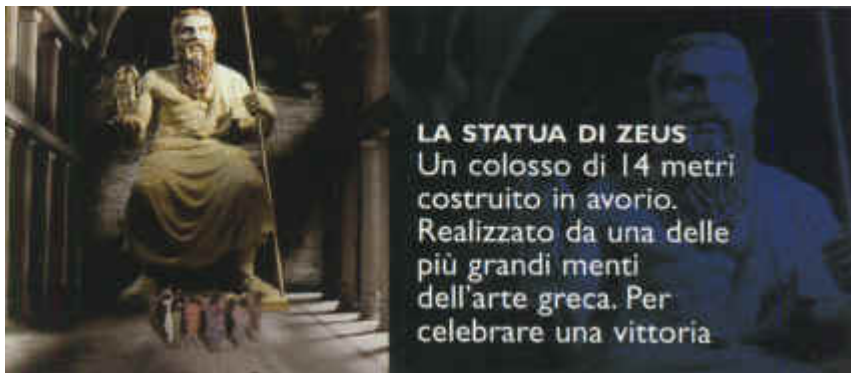 LA STATUA DI ZEUS
Un colosso di 14 metri
costruito in avorio.
Realizzato da una delle
più grandi menti
dell'arte greca. Per
celebrare una vittoria